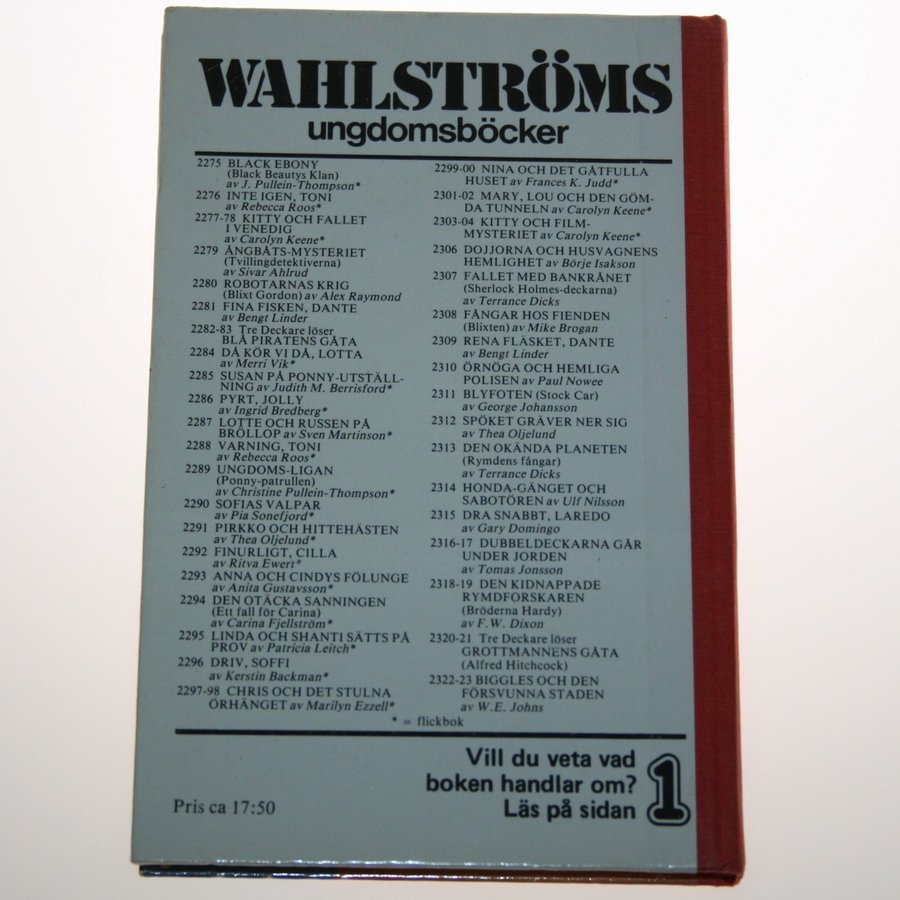 WAHLSTRÖMS
ungdomsböcker
2275 BLACK EBONY
(Black Beautys Klan)
av J. Pullein-Thompson*
2276 INTE IGEN, TONI
av Rebecca Roos*
2277-78 KITTY OCH FALLET
I VENEDIG
av Carolyn Keene*
2279 ÅNGBÅTS-MYSTERIET
(Tvillingdetektiverna)
av Sivar Ahlrud
2280 ROBOTARNAS KRIG
(Blixt Gordon) av Alex Raymond
2281 FINA FISKEN, DANTE
av Bengt Linder
2282-83 Tre Deckare löser
BLÅ PIRATENS GÅTA
2284 DÅ KÖR VI DÅ, LOTTA
av Merri Vik*
2285 SUSAN PÅ PONNY-UTSTÄLL-
NING av Judith M. Berrisford*
2286 PYRT, JOLLY
av Ingrid Bredberg*
2287 LOTTE OCH RUSSEN PÅ
BRÖLLOP av Sven Martinson*
2288 VARNING, TONI
av Rebecca Roos*
2289 UNGDOMS-LIGAN
(Ponny-patrullen)
av Christine Pullein-Thompson*
2290 SOFIAS VALPAR
av Pia Sonefjord*
2291 PIRKKO OCH HITTEHÄSTEN
av Thea Oljelund*
2292 FINURLIGT, CILLA
av Ritva Ewert*
2293 ANNA OCH CINDYS FÖLUNGE
av Anita Gustavsson*
2294 DEN OTÄCKA SANNINGEN
(Ett fall för Carina)
av Carina Fjellström*
2295 LINDA OCH SHANTI SÄTTS PÅ
PROV av Patricia Leitch*
2296 DRIV, SOFFI
av Kerstin Backman*
2297-98 CHRIS OCH DET STULNA
ÖRHÄNGET av Marilyn Ezzell*
2299-00 NINA OCH DET GÅTFULLA
HUSET av Frances K. Judd*
2301-02 MARY, LOU OCH DEN GÖM-
DA TUNNELN av Carolyn Keene*
2303-04 KITTY OCH FILM-
MYSTERIET av Carolyn Keene*
2306 DOJJORNA OCH HUSVAGNENS
HEMLIGHET av Börje Isakson
2307 FALLET MED BANKRÅNET
(Sherlock Holmes-deckarna)
av Terrance Dicks
2308 FÅNGAR HOS FIENDEN
(Blixten) av Mike Brogan
2309 RENA FLÄSKET, DANTE
av Bengt Linder
2310 ÖRNÖGA OCH HEMLIGA
POLISEN av Paul Nowee
2311 BLYFOTEN (Stock Car)
av George Johansson
2312 SPÖKET GRÄVER NER SIG
av Thea Oljelund
2313 DEN OKÄNDA PLANETEN
(Rymdens fångar)
av Terrance Dicks
2314 HONDA-GÄNGET OCH
SABOTÖREN av Ulf Nilsson
2315 DRA SNABBT, LAREDO
av Gary Domingo
2316-17 DUBBELDECKARNA GÅR
UNDER JORDEN
av Tomas Jonsson
2318-19 DEN KIDNAPPADE
RYMDFORSKAREN
(Bröderna Hardy)
av F.W. Dixon
2320-21 Tre Deckare löser
GROTTMANNENS GÅTA
(Alfred Hitchcock)
2322-23 BIGGLES OCH DEN
FÖRSVUNNA STADEN
av W.E. Johns
* = flickbok
Vill du veta vad
boken handlar om?
Läs på sidan 1
Pris ca 17:50